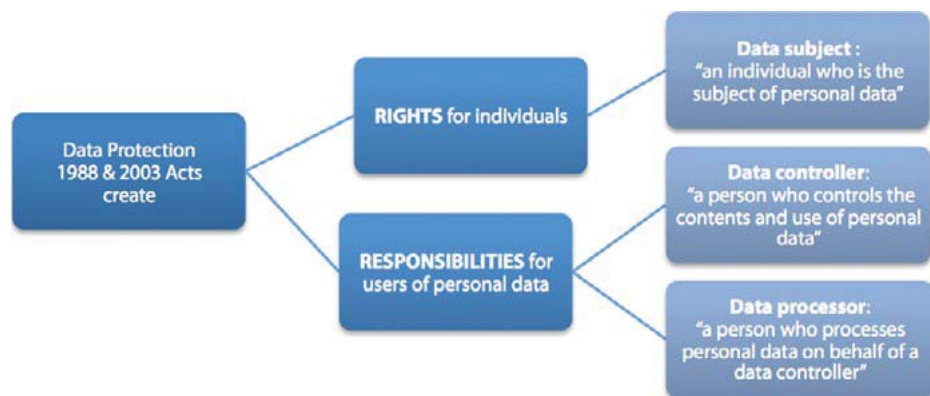 Data Protection
1988 & 2003 Acts
create
RIGHTS for individuals
RESPONSIBILITIES for
users of personal data
Data subject :
“an individual who is the
subject of personal data”
Data controller:
“a person who controls the
contents and use of personal
data”
Data processor:
“a person who processes
personal data on behalf of a
data controller”